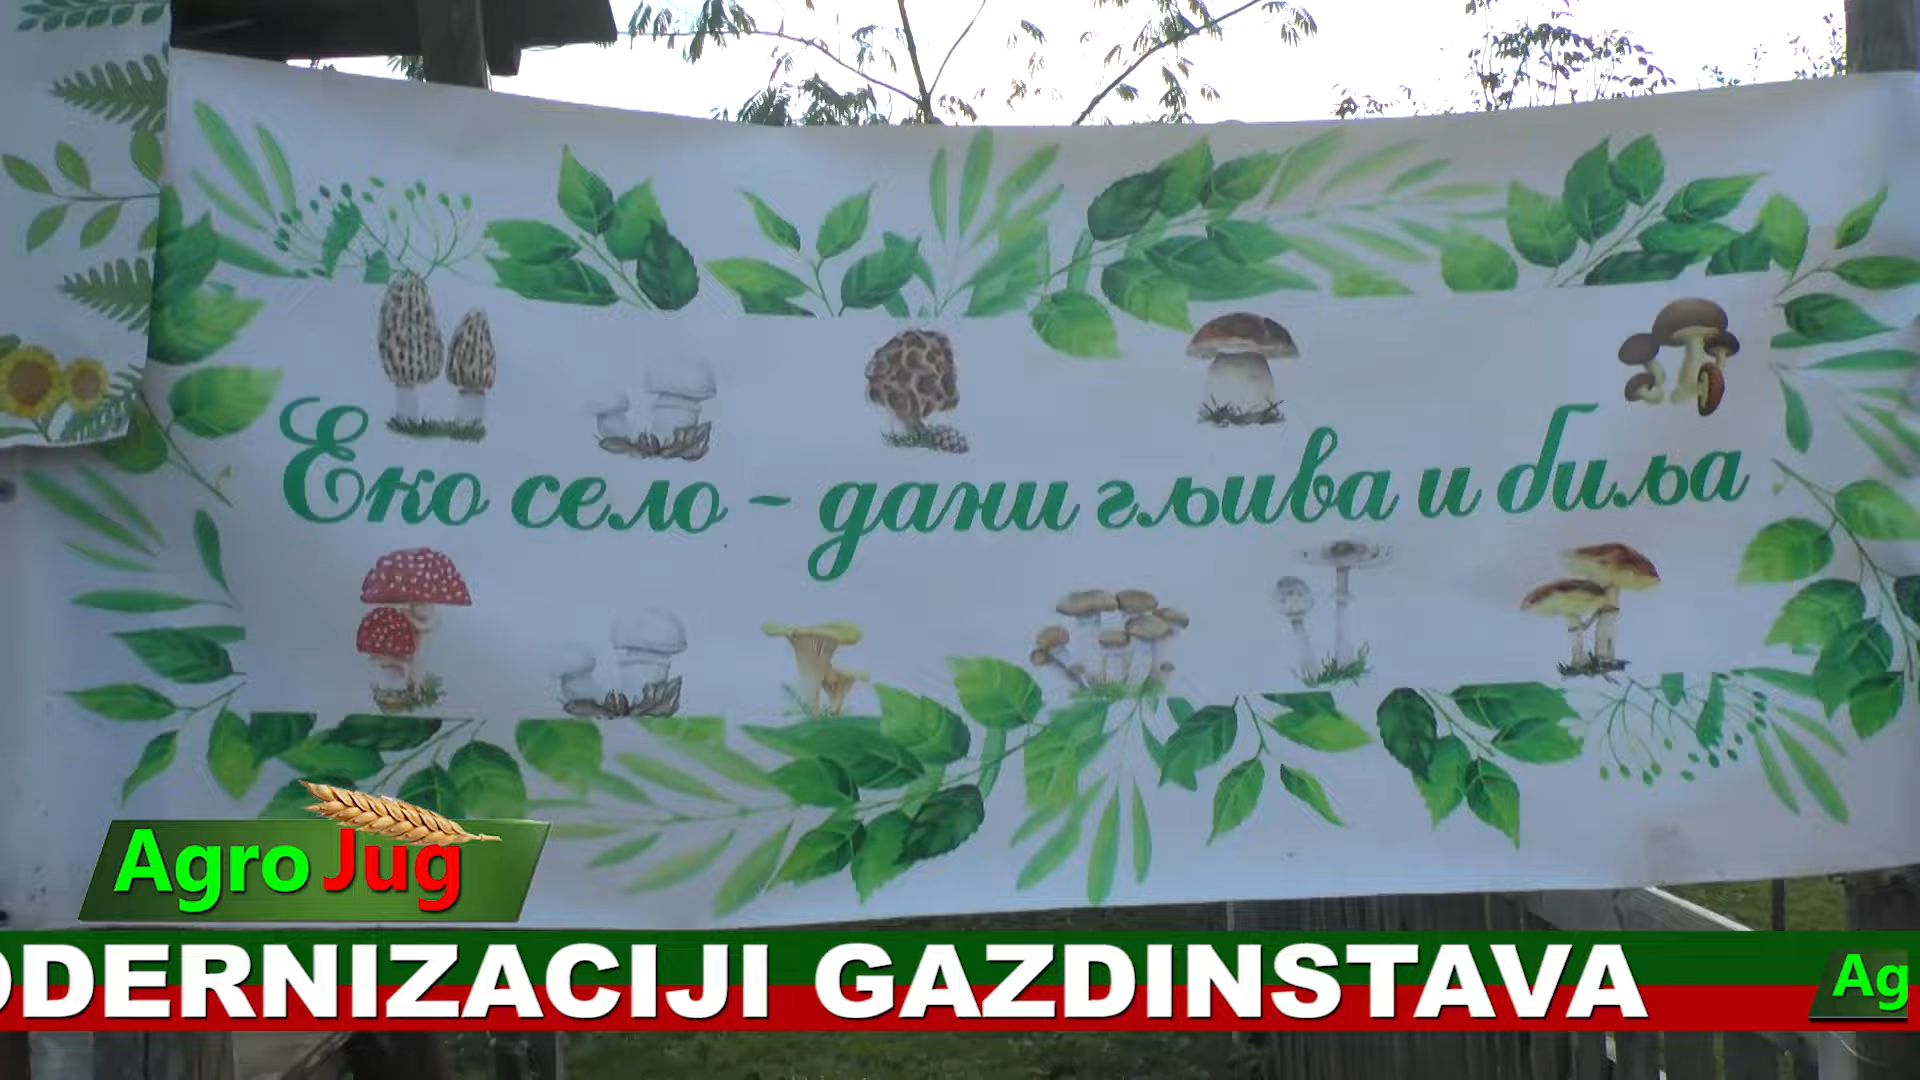 Еко село - дани гљива и биља
Agro Jug
ODERNIZACIJI GAZDINSTAVA
Ag